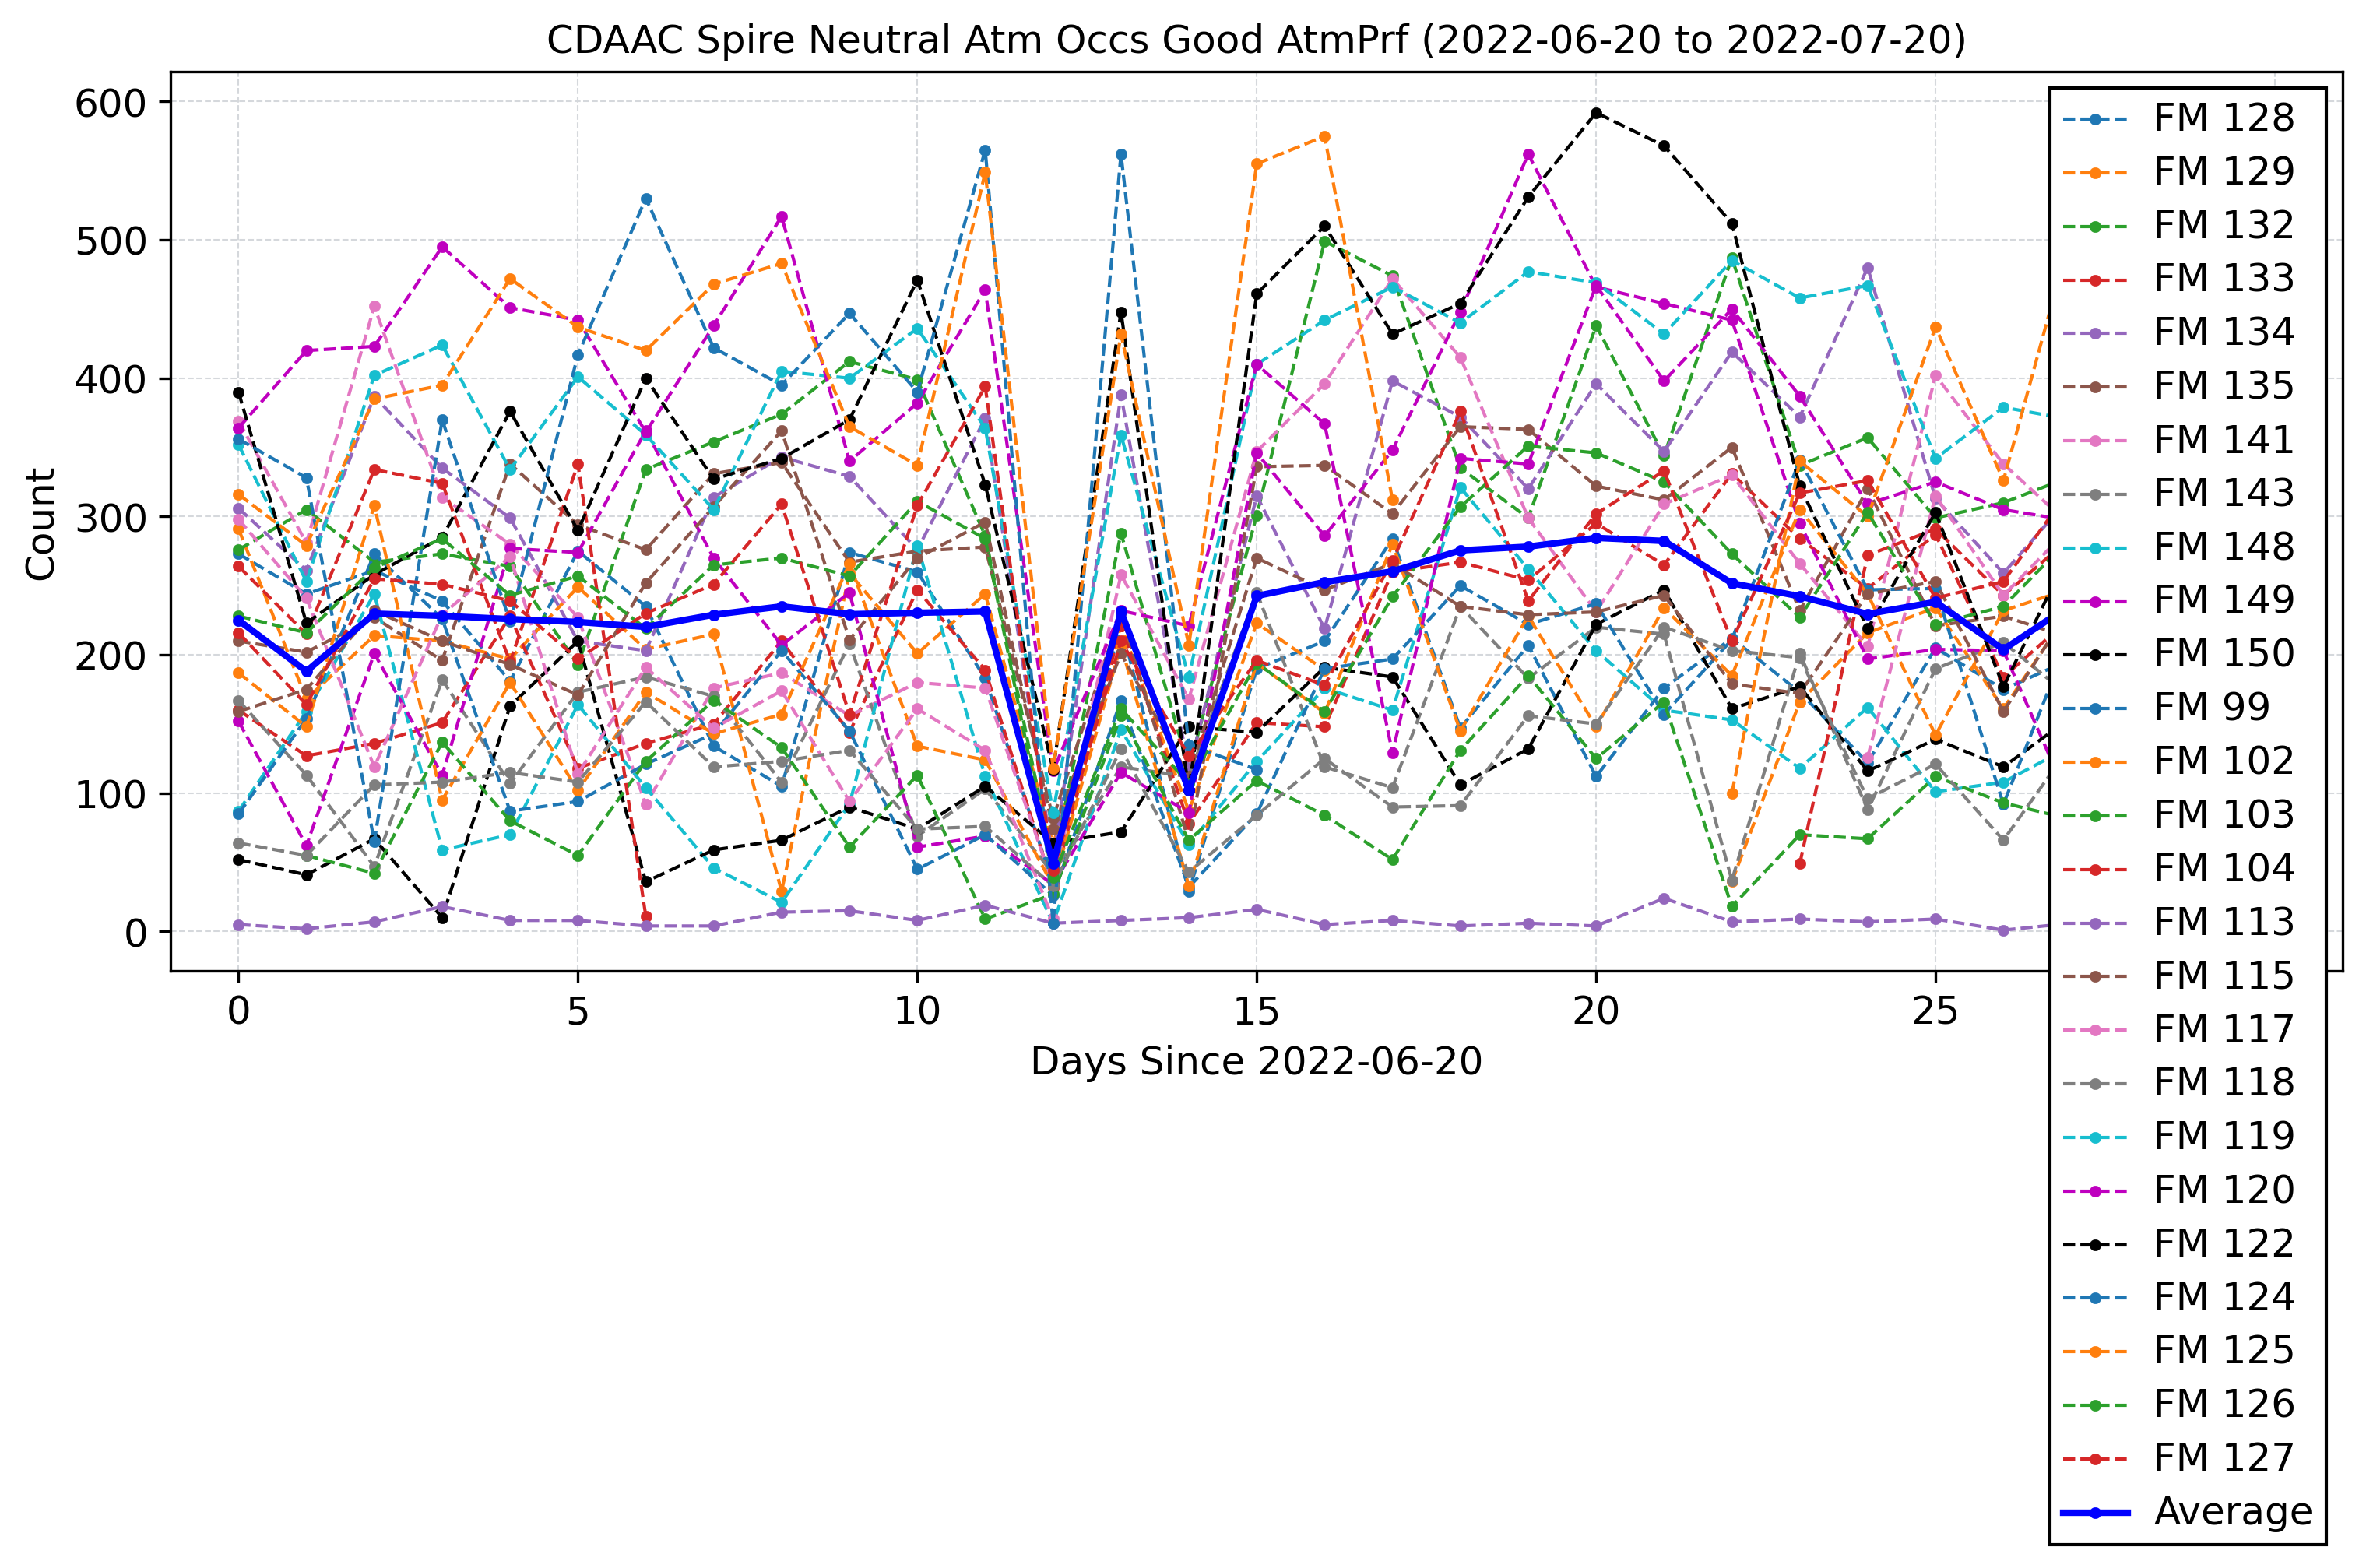 CDAAC Spire Neutral Atm Occs Good AtmPrf (2022-06-20 to 2022-07-20)
600
500
400
300
200
100
0
Count
0
5
10
15
20
25
Days Since 2022-06-20
FM 128
FM 129
FM 132
FM 133
FM 134
FM 135
FM 141
FM 143
FM 148
FM 149
FM 150
FM 99
FM 102
FM 103
FM 104
FM 113
FM 115
FM 117
FM 118
FM 119
FM 120
FM 122
FM 124
FM 125
FM 126
FM 127
Average